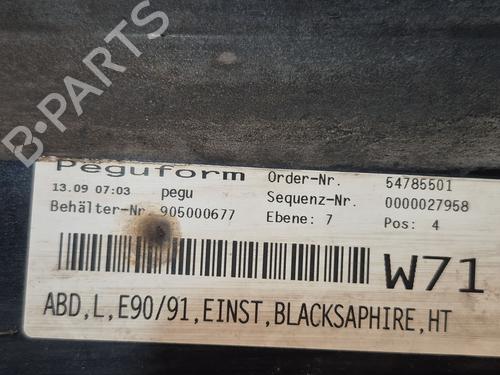 B-PARTS
Peguform Order-Nr. 54785501
13.09 07:03 pegu Sequenz-Nr. 0000027958
Behälter-Nr. 905000677 Ebene: 7 Pos: 4
W71
ABD,L,E90/91,EINST,BLACKSAPHIRE,HT